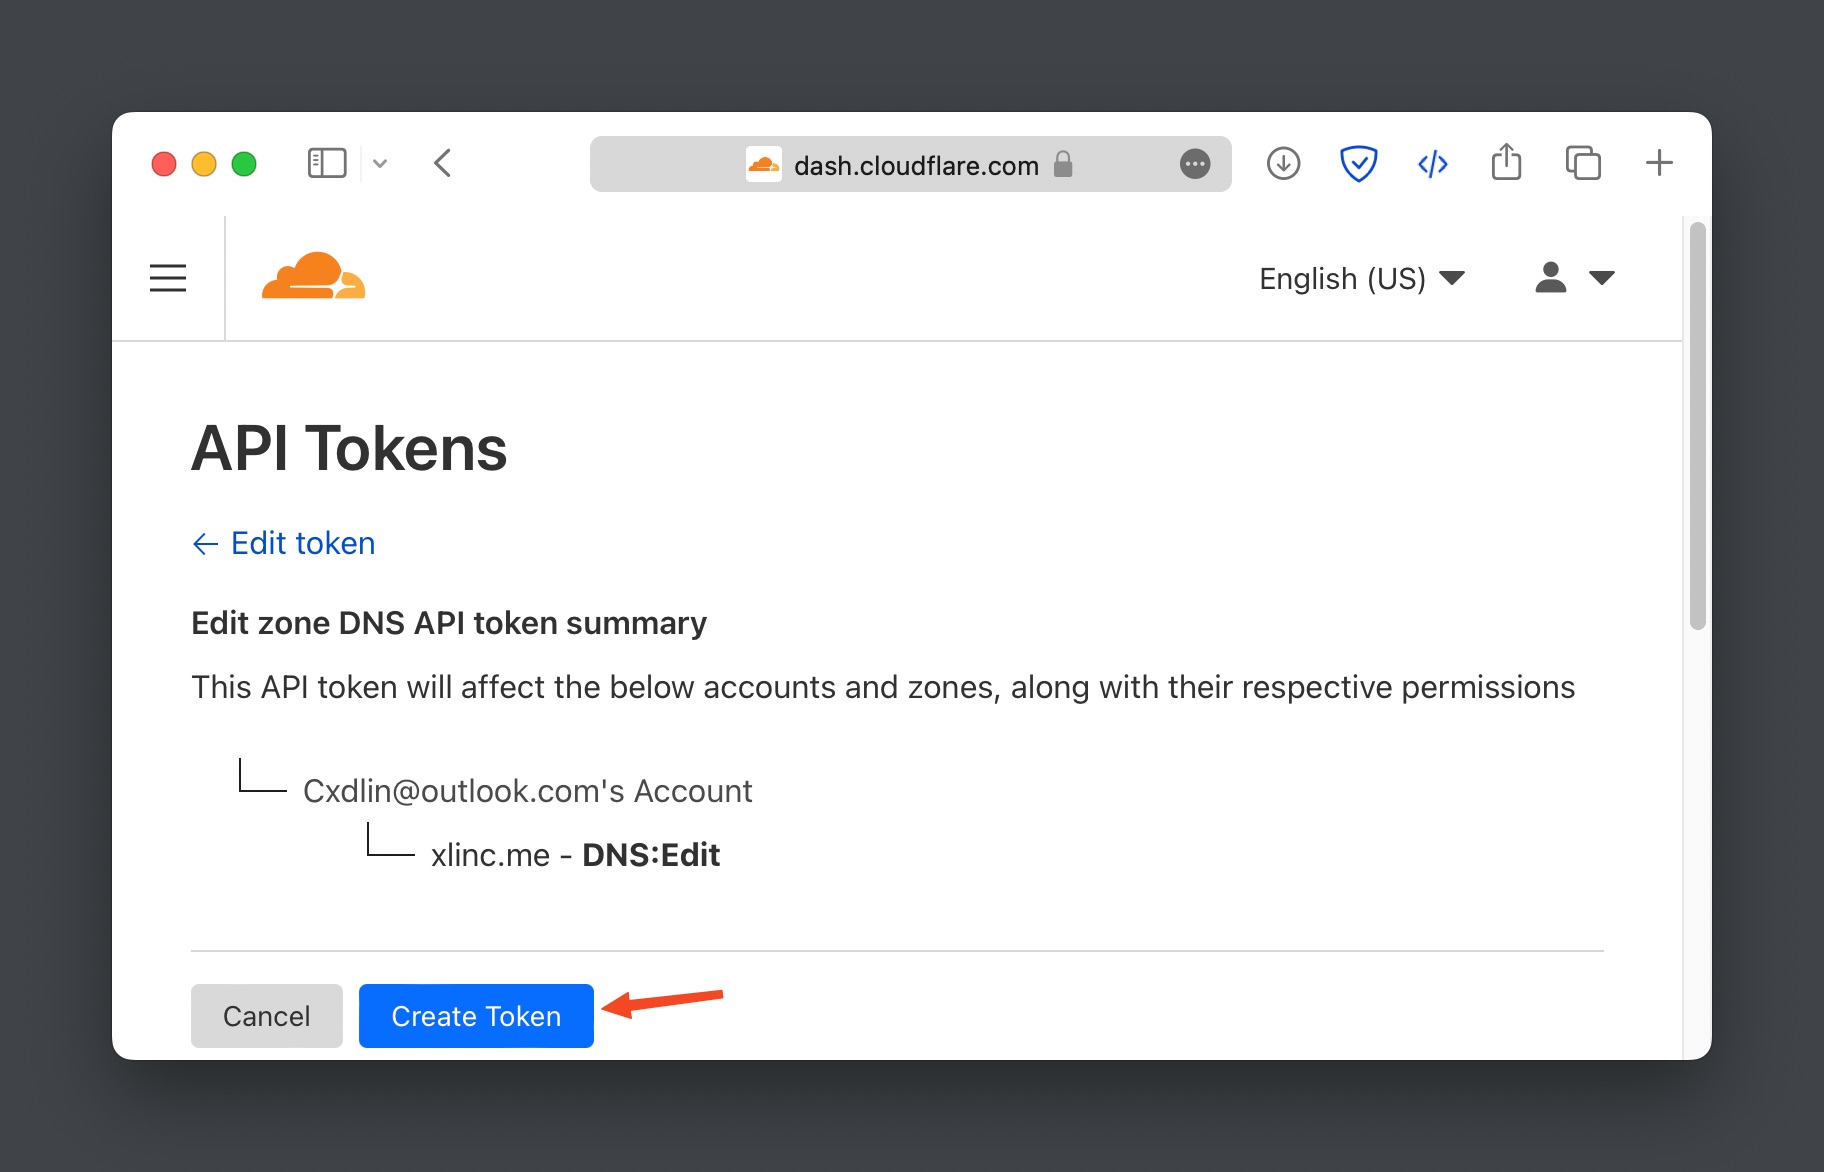 dash.cloudflare.com
English (US)
API Tokens
← Edit token
Edit zone DNS API token summary
This API token will affect the below accounts and zones, along with their respective permissions
Cxdlin@outlook.com's Account
xlinc.me - DNS:Edit
Cancel
Create Token